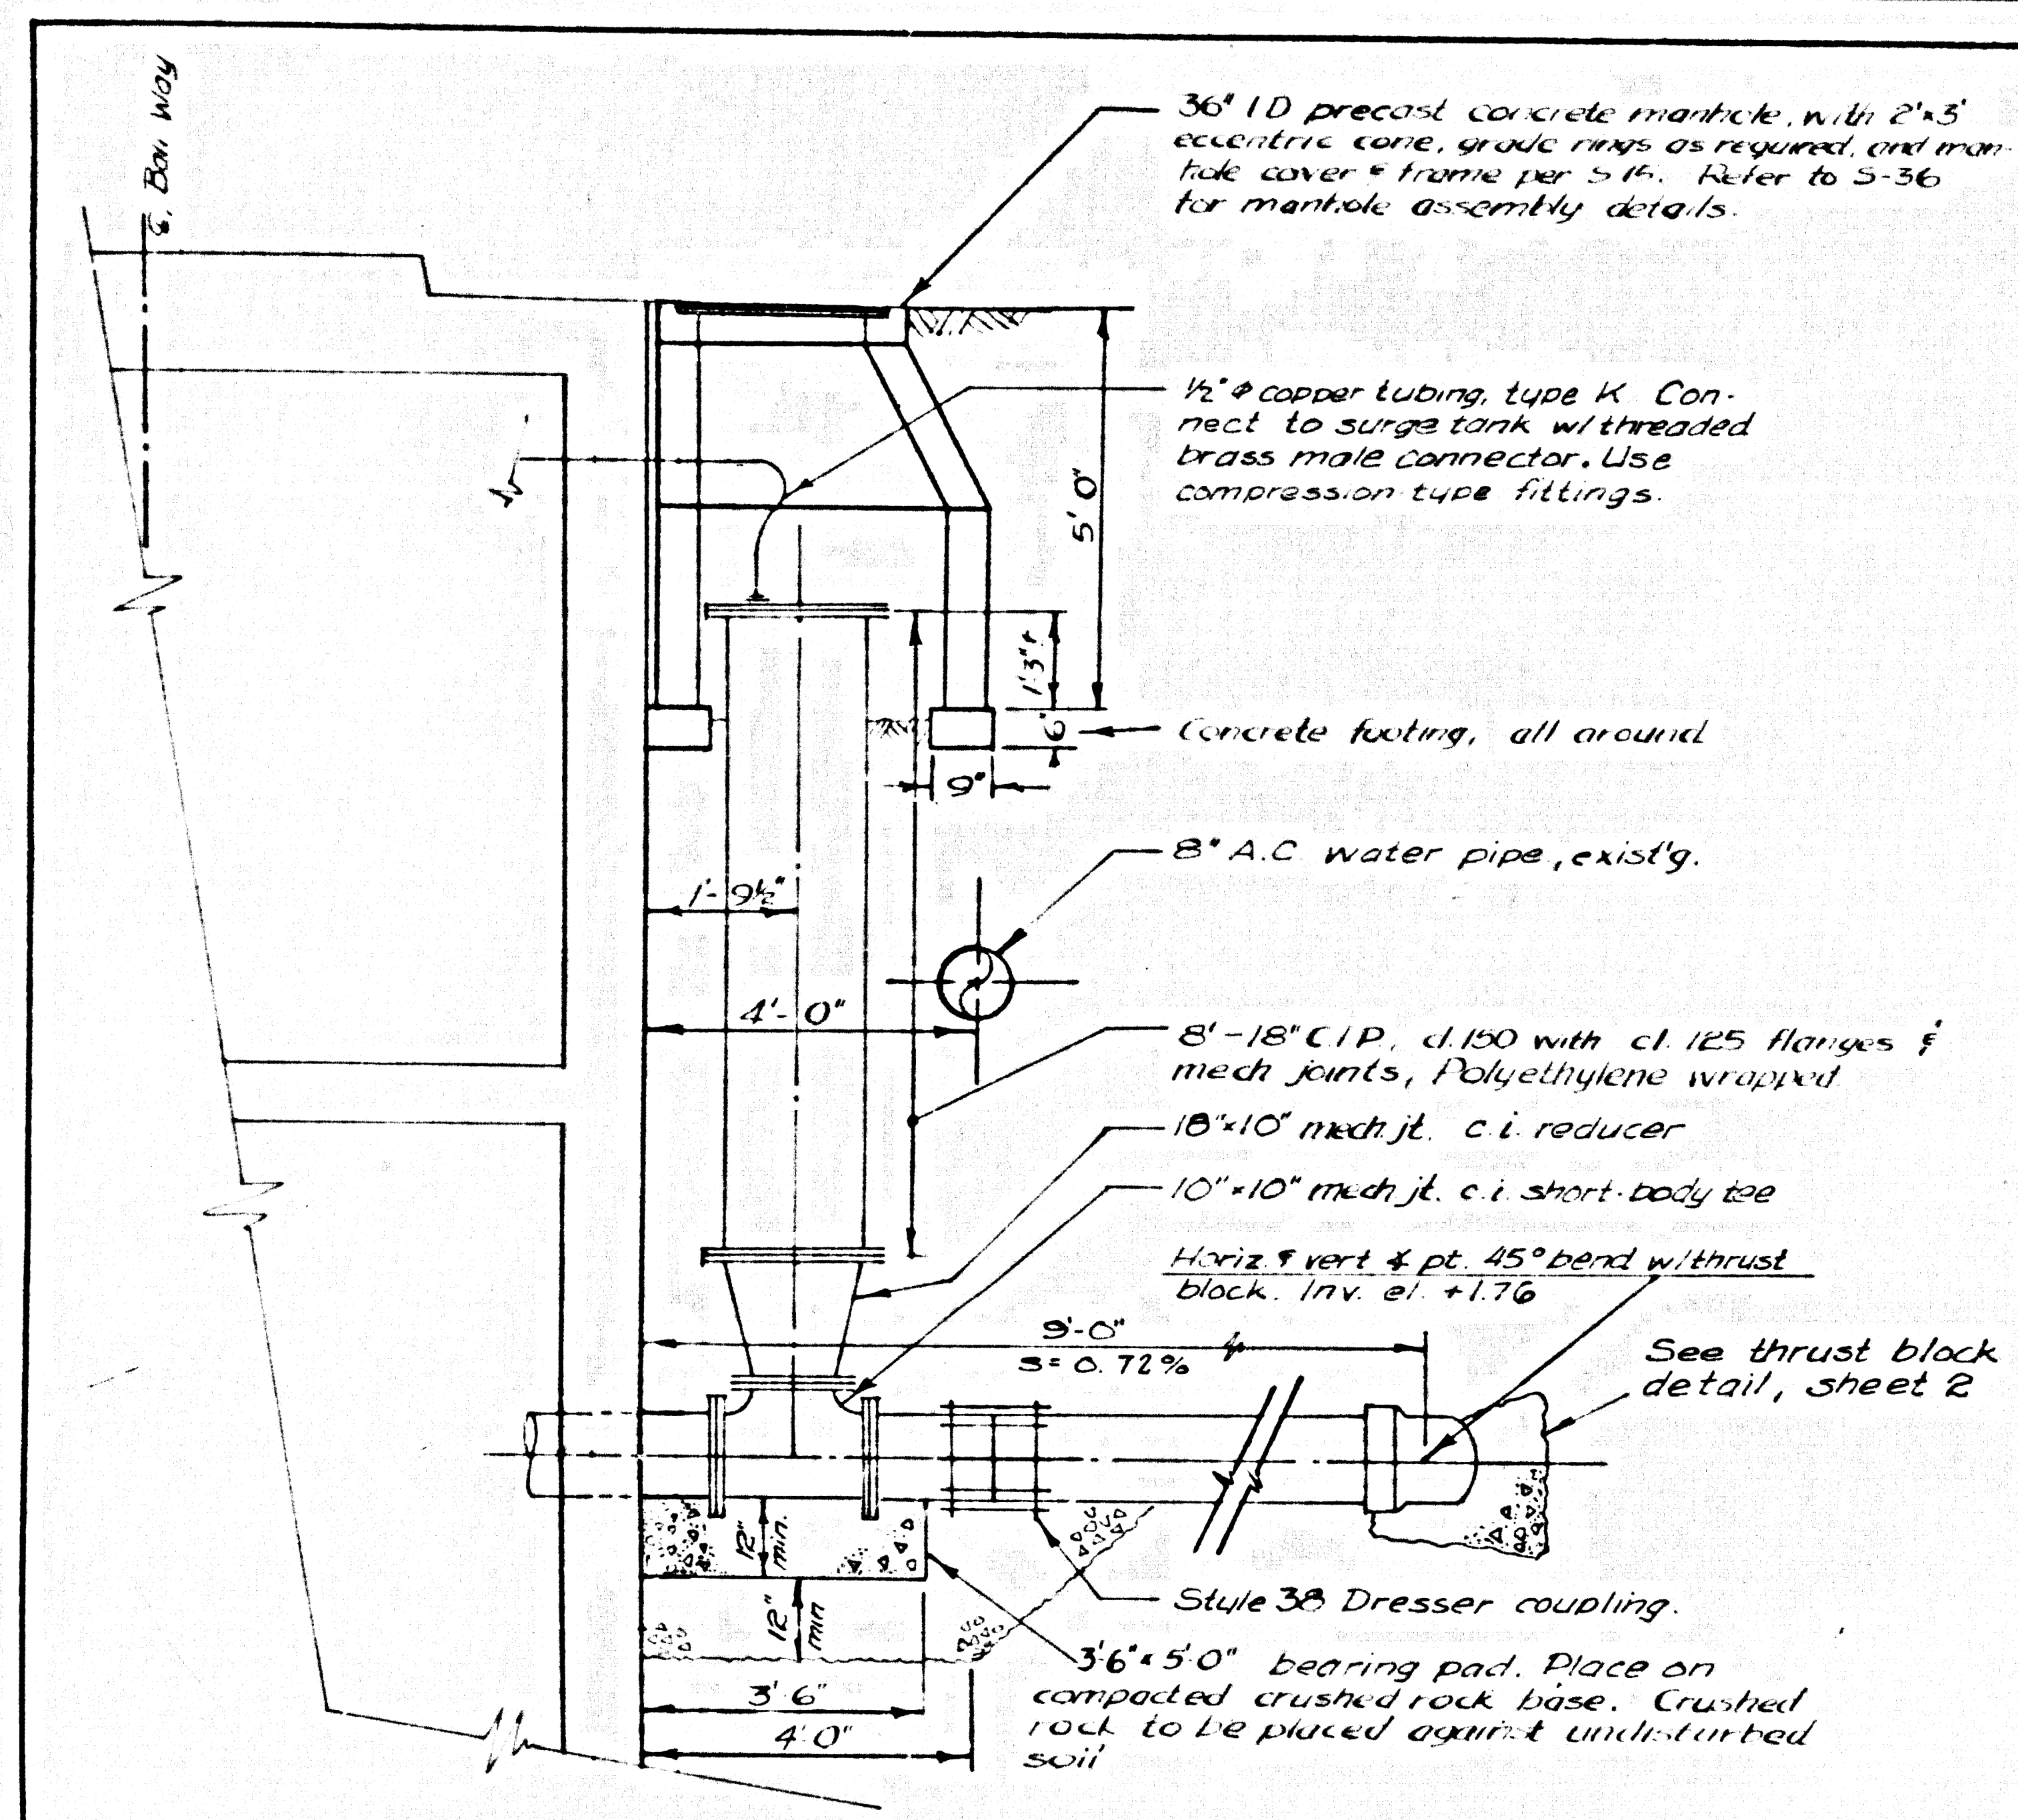 ℄, Bali Way
36" I D precast concrete manhole, with 2'x3'
eccentric cone, grade rings as required, and man-
hole cover & frame per S 15. Refer to S-36
for manhole assembly details.
½" φ copper tubing, type K Con-
nect to surge tank w/ threaded
brass male connector. Use
compression type fittings.
5' 0"
1'3"±
6"
Concrete footing, all around
9"
8" A.C water pipe, exist'g.
1'-9½"
4'-0"
8'-18" C.I.P., cl.150 with cl. 125 flanges &
mech joints, Polyethylene wrapped
18"x10" mech. jt. c.i. reducer
10"x10" mech jt. c.i. short-body tee
Horiz & vert ∡ pt. 45° bend w/thrust
block. Inv. el. +1.76
9'-0"
S= 0.72%
See thrust block
detail, sheet 2
12"
min.
12"
min
Style 38 Dresser coupling.
3'6"x 5'0" bearing pad. Place on
compacted crushed rock base. Crushed
rock to be placed against undisturbed
soil
3'6"
4'0"